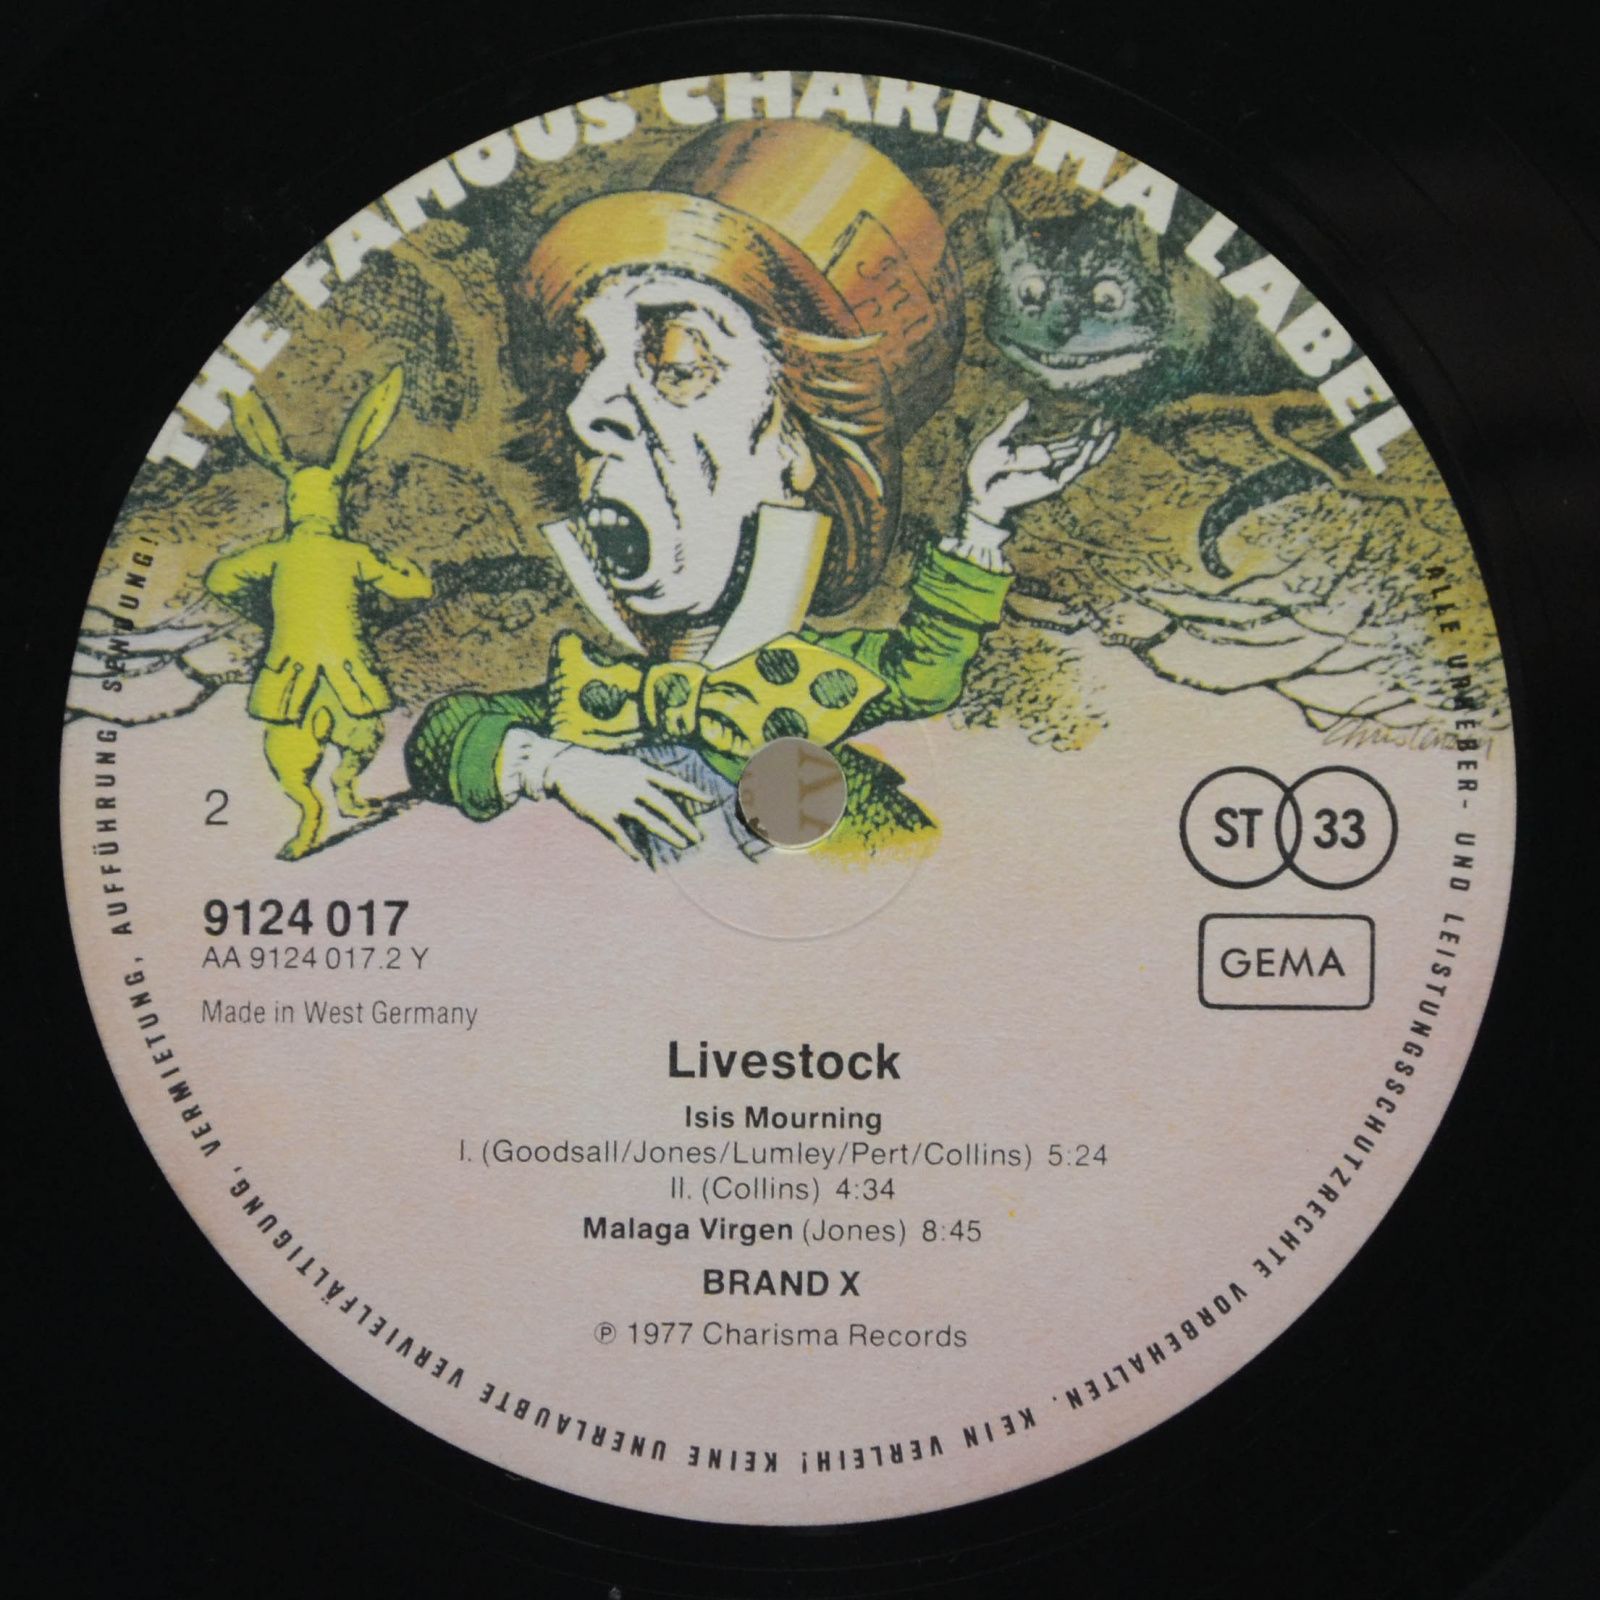 THE FAMOUS CHARISMA LABEL
2
ST 33
9124 017
AA 9124 017.2 Y
GEMA
Made in West Germany
Livestock
Isis Mourning
I. (Goodsall/Jones/Lumley/Pert/Collins) 5:24
II. (Collins) 4:34
Malaga Virgen (Jones) 8:45
BRAND X
℗ 1977 Charisma Records
ALLE URHEBER- UND LEISTUNGSSCHUTZRECHTE VORBEHALTEN. KEIN VERLEIH! KEINE UNERLAUBTE VERVIELFÄLTIGUNG, VERMIETUNG, AUFFÜHRUNG SENDUNG!